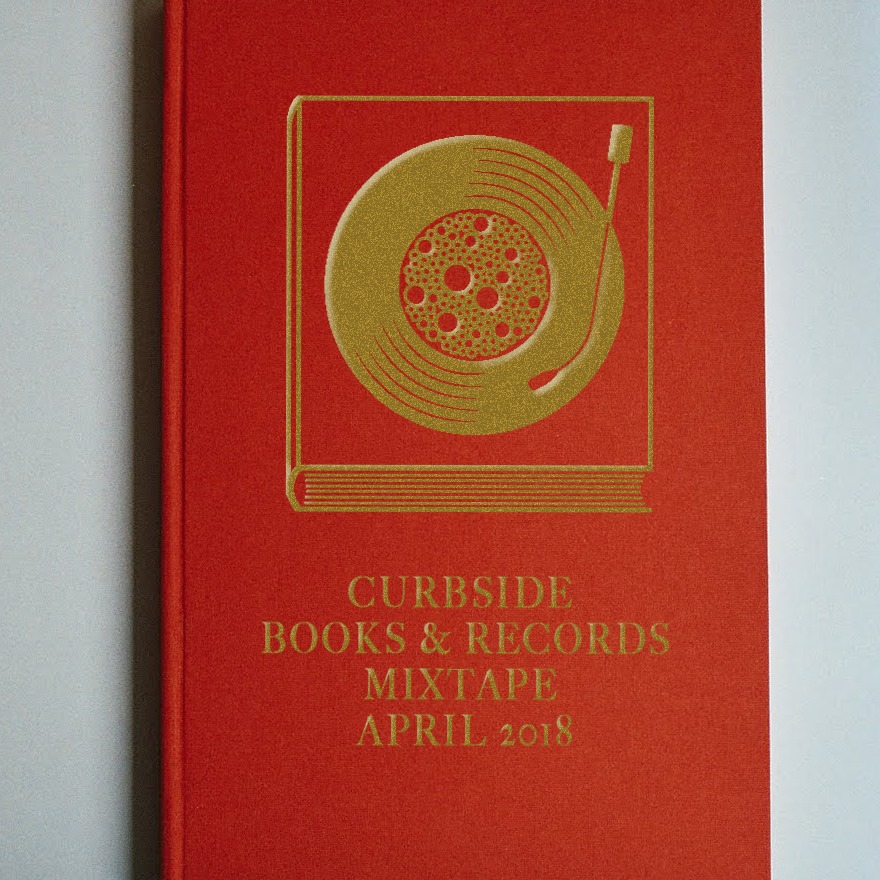 CURBSIDE
BOOKS & RECORDS
MIXTAPE
APRIL 2018